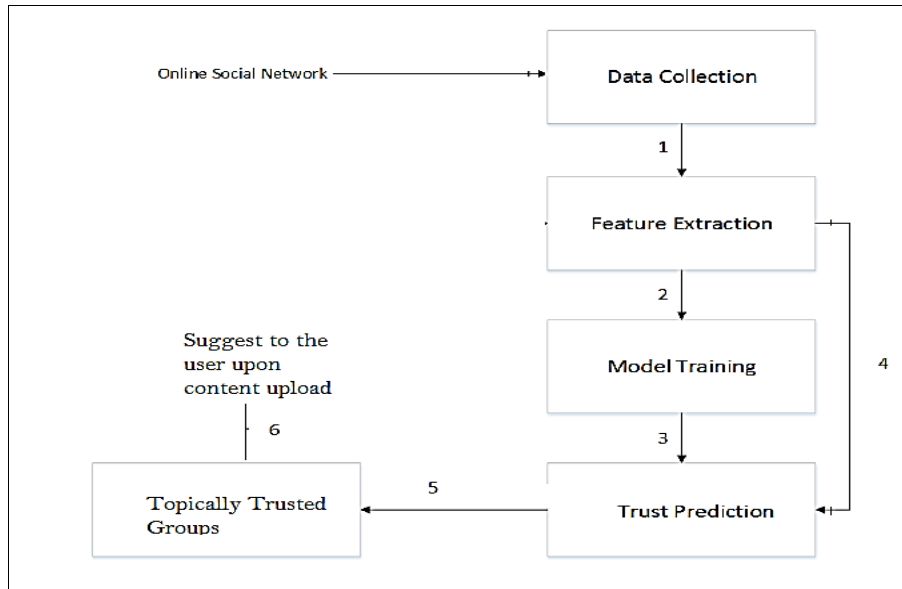 Online Social Network
Data Collection
1
Feature Extraction
2
Suggest to the
user upon
content upload
Model Training
4
6
3
Topically Trusted
Groups
5
Trust Prediction